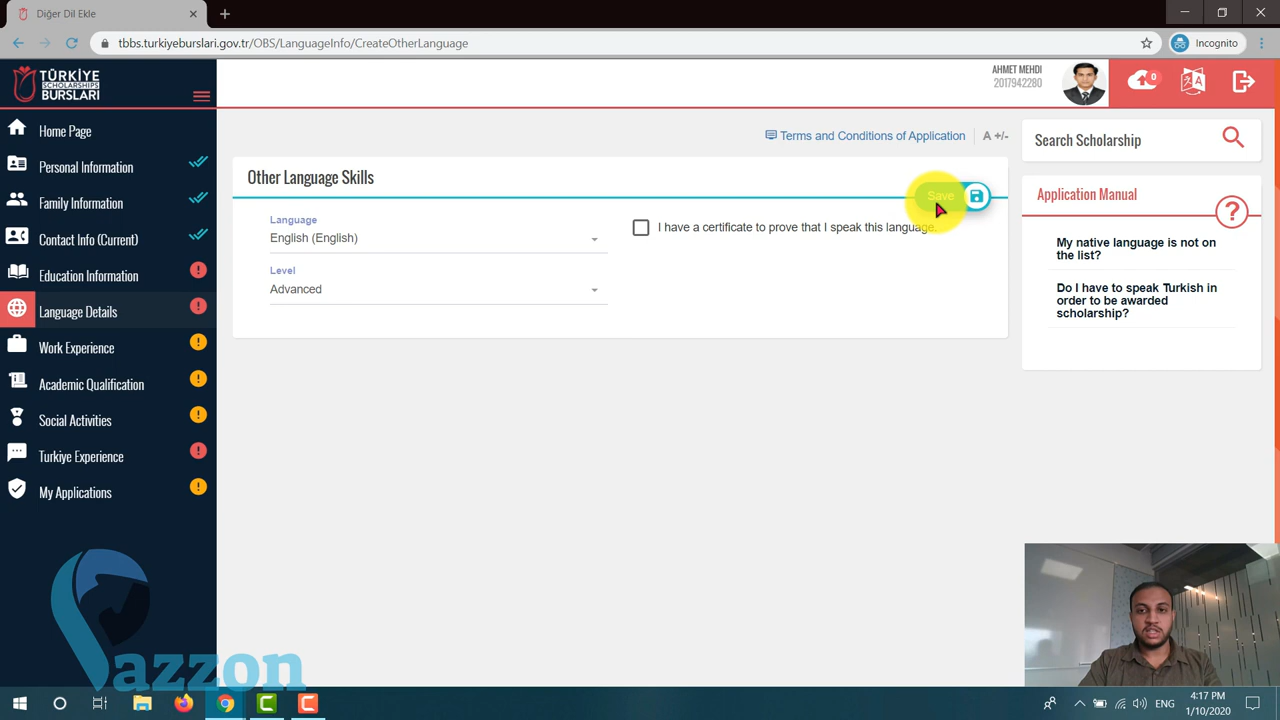 Diğer Dil Ekle
tbbs.turkiyeburslari.gov.tr/OBS/LanguageInfo/CreateOtherLanguage
Incognito
TÜRKİYE
SCHOLARSHIPS
BURSLARI
AHMET MEHDI
2017942280
0
Home Page
Personal Information
Family Information
Contact Info (Current)
Education Information
Language Details
Work Experience
Academic Qualification
Social Activities
Turkiye Experience
My Applications
Terms and Conditions of Application
A +/-
Other Language Skills
Save
Language
English (English)
I have a certificate to prove that I speak this language.
Level
Advanced
Search Scholarship
Application Manual
?
My native language is not on
the list?
Do I have to speak Turkish in
order to be awarded
scholarship?
azzon
ENG
4:17 PM
1/10/2020